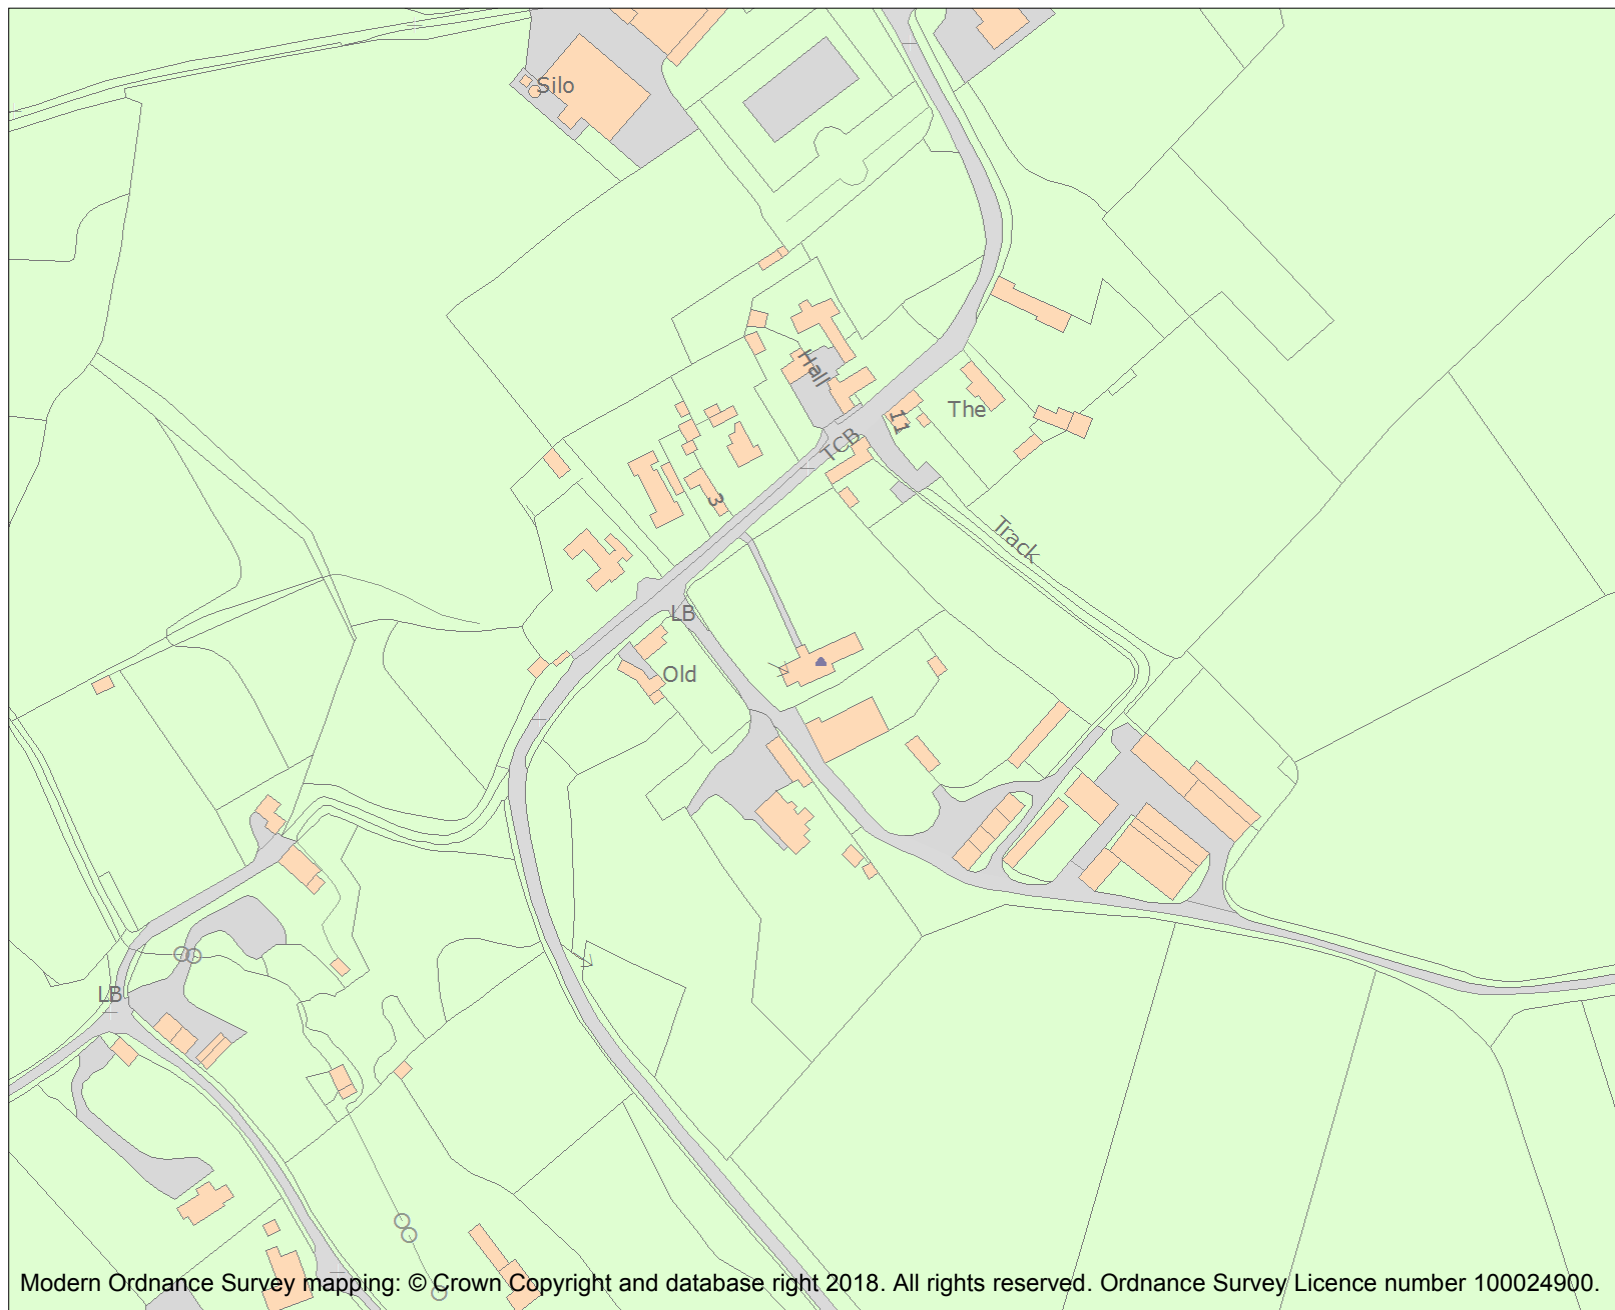 Silo
Hall
The
11
TCB
3
Track
LB
Old
LB
Modern Ordnance Survey mapping: © Crown Copyright and database right 2018. All rights reserved. Ordnance Survey Licence number 100024900.